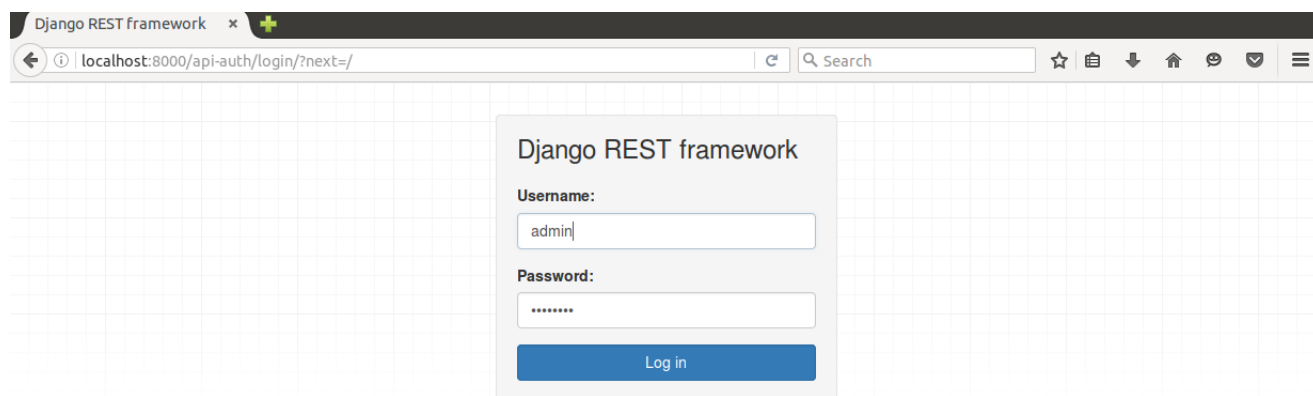 Django REST framework
localhost:8000/api-auth/login/?next=/
Search
Django REST framework
Username:
admin
Password:
••••••••
Log in